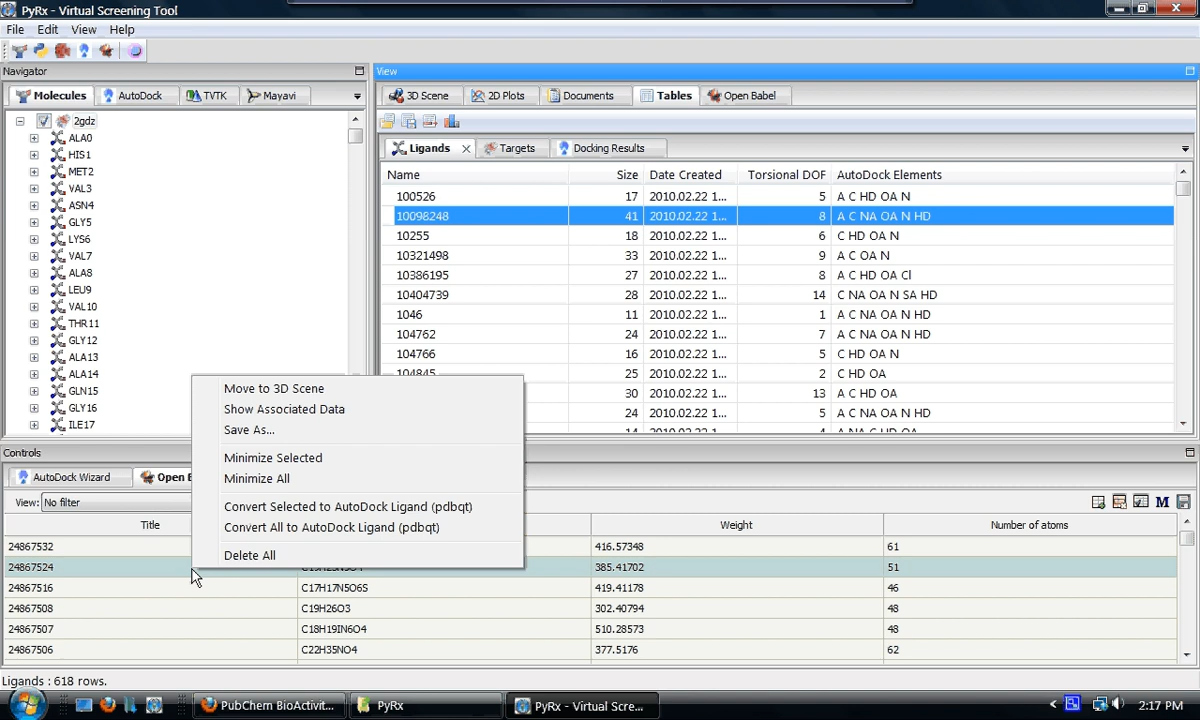 PyRx - Virtual Screening Tool
File Edit View Help
Navigator
View
Molecules AutoDock TVTK Mayavi
3D Scene 2D Plots Documents Tables Open Babel
2gdz
ALA0
HIS1
MET2
VAL3
ASN4
GLY5
LYS6
VAL7
ALA8
LEU9
VAL10
THR11
GLY12
ALA13
ALA14
GLN15
GLY16
ILE17
Ligands Targets Docking Results
Name Size Date Created Torsional DOF AutoDock Elements
100526 17 2010.02.22 1... 5 A C HD OA N
10098248 41 2010.02.22 1... 8 A C NA OA N HD
10255 18 2010.02.22 1... 6 C HD OA N
10321498 33 2010.02.22 1... 9 A C OA N
10386195 27 2010.02.22 1... 8 A C HD OA Cl
10404739 28 2010.02.22 1... 14 C NA OA N SA HD
1046 11 2010.02.22 1... 1 A C NA OA N HD
104762 24 2010.02.22 1... 7 A C NA OA N HD
104766 16 2010.02.22 1... 5 C HD OA N
104845 25 2010.02.22 1... 2 C HD OA
30 2010.02.22 1... 13 A C HD OA
24 2010.02.22 1... 5 A C NA OA N HD
14 2010.02.22 1... 4 A C NA OA N HD
Move to 3D Scene
Show Associated Data
Save As...
Minimize Selected
Minimize All
Convert Selected to AutoDock Ligand (pdbqt)
Convert All to AutoDock Ligand (pdbqt)
Delete All
Controls
AutoDock Wizard Open B
View: No filter
M
Title Weight Number of atoms
24867532 416.57348 61
24867524 385.41702 51
24867516 C17H17N5O6S 419.41178 46
24867508 C19H26O3 302.40794 48
24867507 C18H19IN6O4 510.28573 48
24867506 C22H35NO4 377.5176 62
Ligands : 618 rows.
PubChem BioActivit... PyRx PyRx - Virtual Scre... 2:17 PM